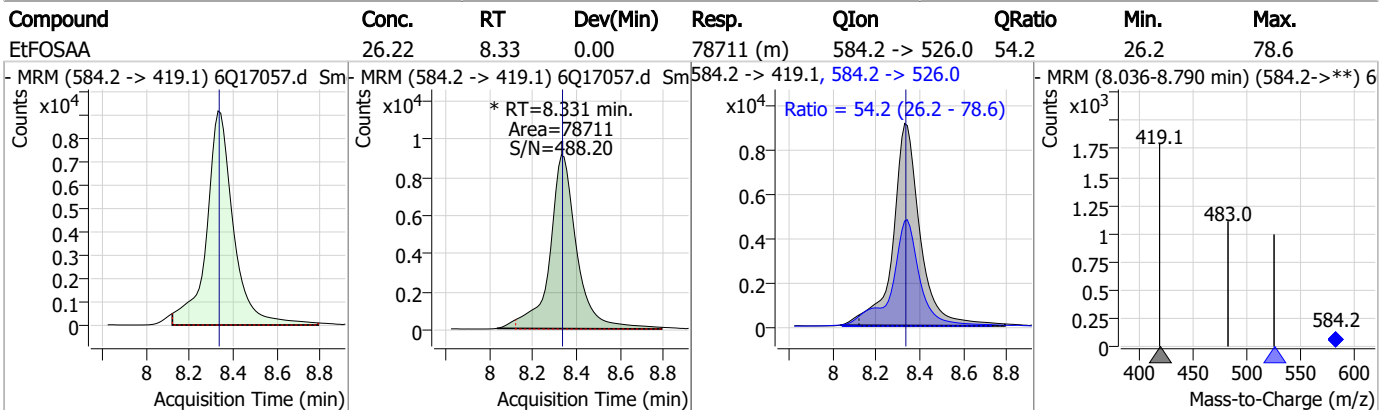 Compound Conc. RT Dev(Min) Resp. QIon QRatio Min. Max.
EtFOSAA 26.22 8.33 0.00 78711 (m) 584.2 -> 526.0 54.2 26.2 78.6
- MRM (584.2 -> 419.1) 6Q17057.d Sm
Counts
x10⁴
0.9
0.8
0.7
0.6
0.5
0.4
0.3
0.2
0.1
0
8 8.2 8.4 8.6 8.8
Acquisition Time (min)
- MRM (584.2 -> 419.1) 6Q17057.d Sm
Counts
x10⁴
* RT=8.331 min.
Area=78711
S/N=488.20
1
0.8
0.6
0.4
0.2
0
8 8.2 8.4 8.6 8.8
Acquisition Time (min)
584.2 -> 419.1, 584.2 -> 526.0
x10⁴
Ratio = 54.2 (26.2 - 78.6)
0.8
0.6
0.4
0.2
0
8 8.2 8.4 8.6 8.8
Acquisition Time (min)
- MRM (8.036-8.790 min) (584.2->**) 6
Counts
x10³
419.1
1.75
1.5
483.0
1.25
1
0.75
0.5
584.2
0.25
0
400 450 500 550 600
Mass-to-Charge (m/z)